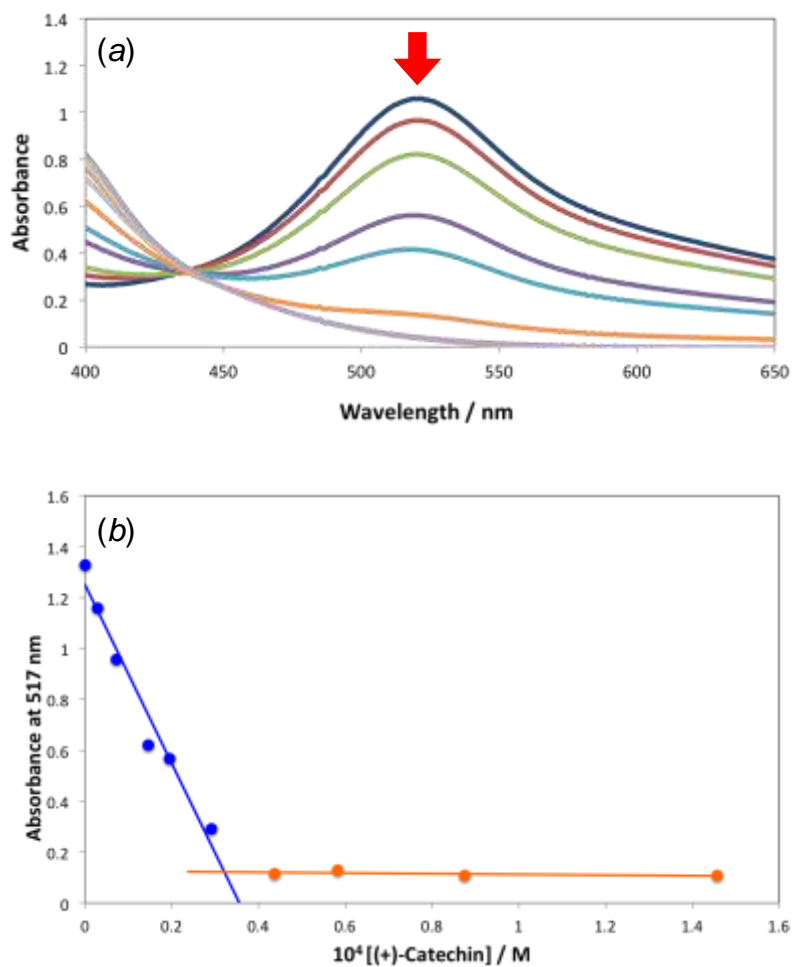 (a)
1.4
1.2
1
0.8
0.6
0.4
0.2
0
Absorbance
400 450 500 550 600 650
Wavelength / nm
(b)
1.6
1.4
1.2
1
0.8
0.6
0.4
0.2
0
Absorbance at 517 nm
0 0.2 0.4 0.6 0.8 1 1.2 1.4 1.6
10⁴ [(+)-Catechin] / M